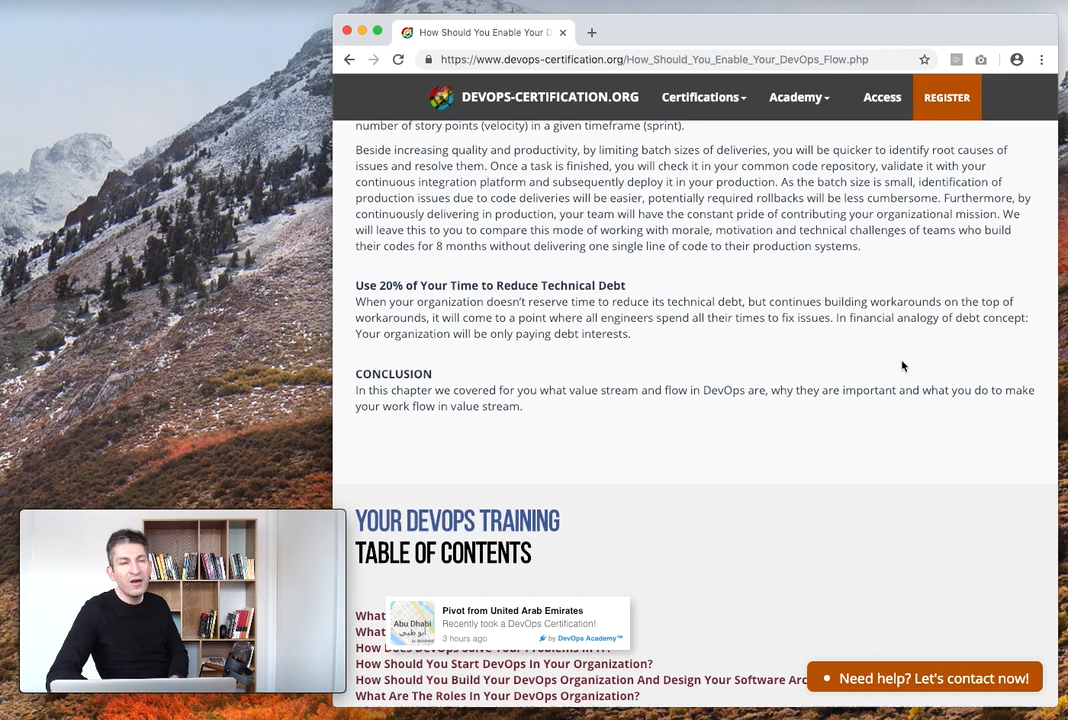 How Should You Enable Your D
https://www.devops-certification.org/How_Should_You_Enable_Your_DevOps_Flow.php
DEVOPS-CERTIFICATION.ORG Certifications Academy Access REGISTER
number of story points (velocity) in a given timeframe (sprint).
Beside increasing quality and productivity, by limiting batch sizes of deliveries, you will be quicker to identify root causes of
issues and resolve them. Once a task is finished, you will check it in your common code repository, validate it with your
continuous integration platform and subsequently deploy it in your production. As the batch size is small, identification of
production issues due to code deliveries will be easier, potentially required rollbacks will be less cumbersome. Furthermore, by
continuously delivering in production, your team will have the constant pride of contributing your organizational mission. We
will leave this to you to compare this mode of working with morale, motivation and technical challenges of teams who build
their codes for 8 months without delivering one single line of code to their production systems.
Use 20% of Your Time to Reduce Technical Debt
When your organization doesn't reserve time to reduce its technical debt, but continues building workarounds on the top of
workarounds, it will come to a point where all engineers spend all their times to fix issues. In financial analogy of debt concept:
Your organization will be only paying debt interests.
CONCLUSION
In this chapter we covered for you what value stream and flow in DevOps are, why they are important and what you do to make
your work flow in value stream.
YOUR DEVOPS TRAINING
TABLE OF CONTENTS
What
What
Abu Dhabi
أبو ظبي
Pivot from United Arab Emirates
Recently took a DevOps Certification!
3 hours ago by DevOps Academy™
How Does DevOps Solve Your Problems in IT?
How Should You Start DevOps In Your Organization?
How Should You Build Your DevOps Organization And Design Your Software Arc
What Are The Roles In Your DevOps Organization?
Need help? Let's contact now!